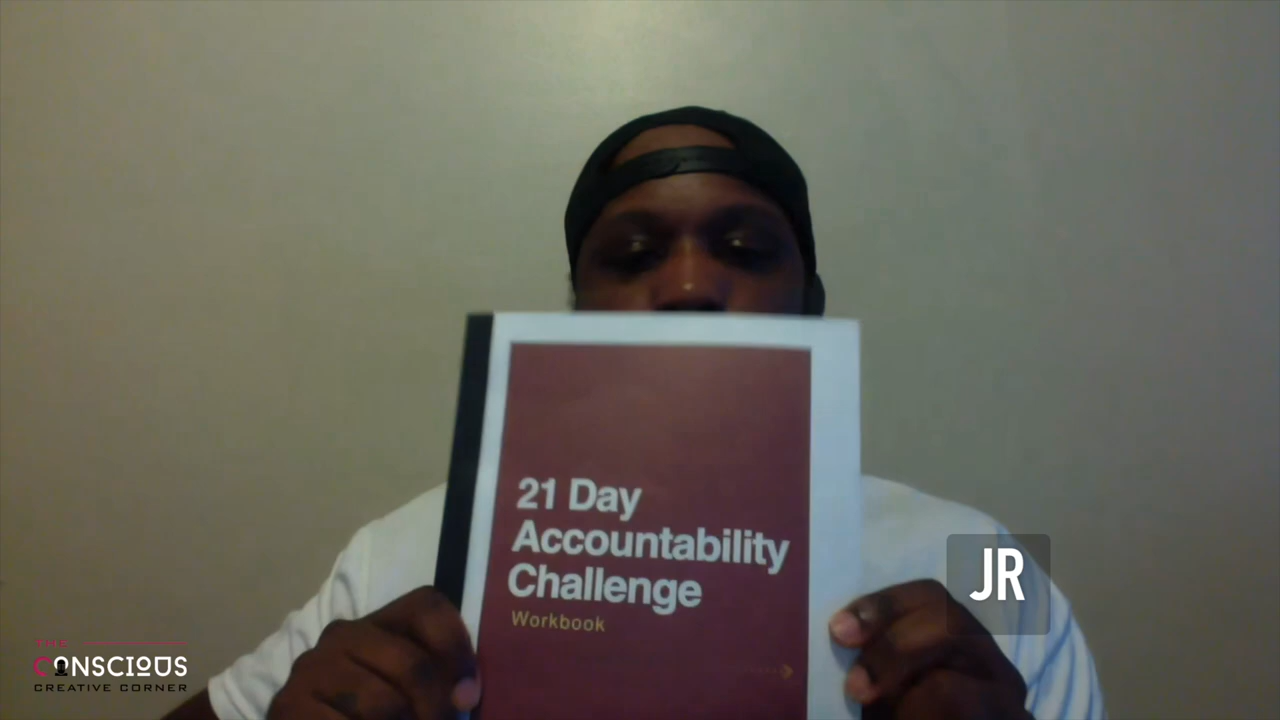 21 Day
Accountability
Challenge
Workbook
JR
THE
CONSCIOUS
CREATIVE CORNER